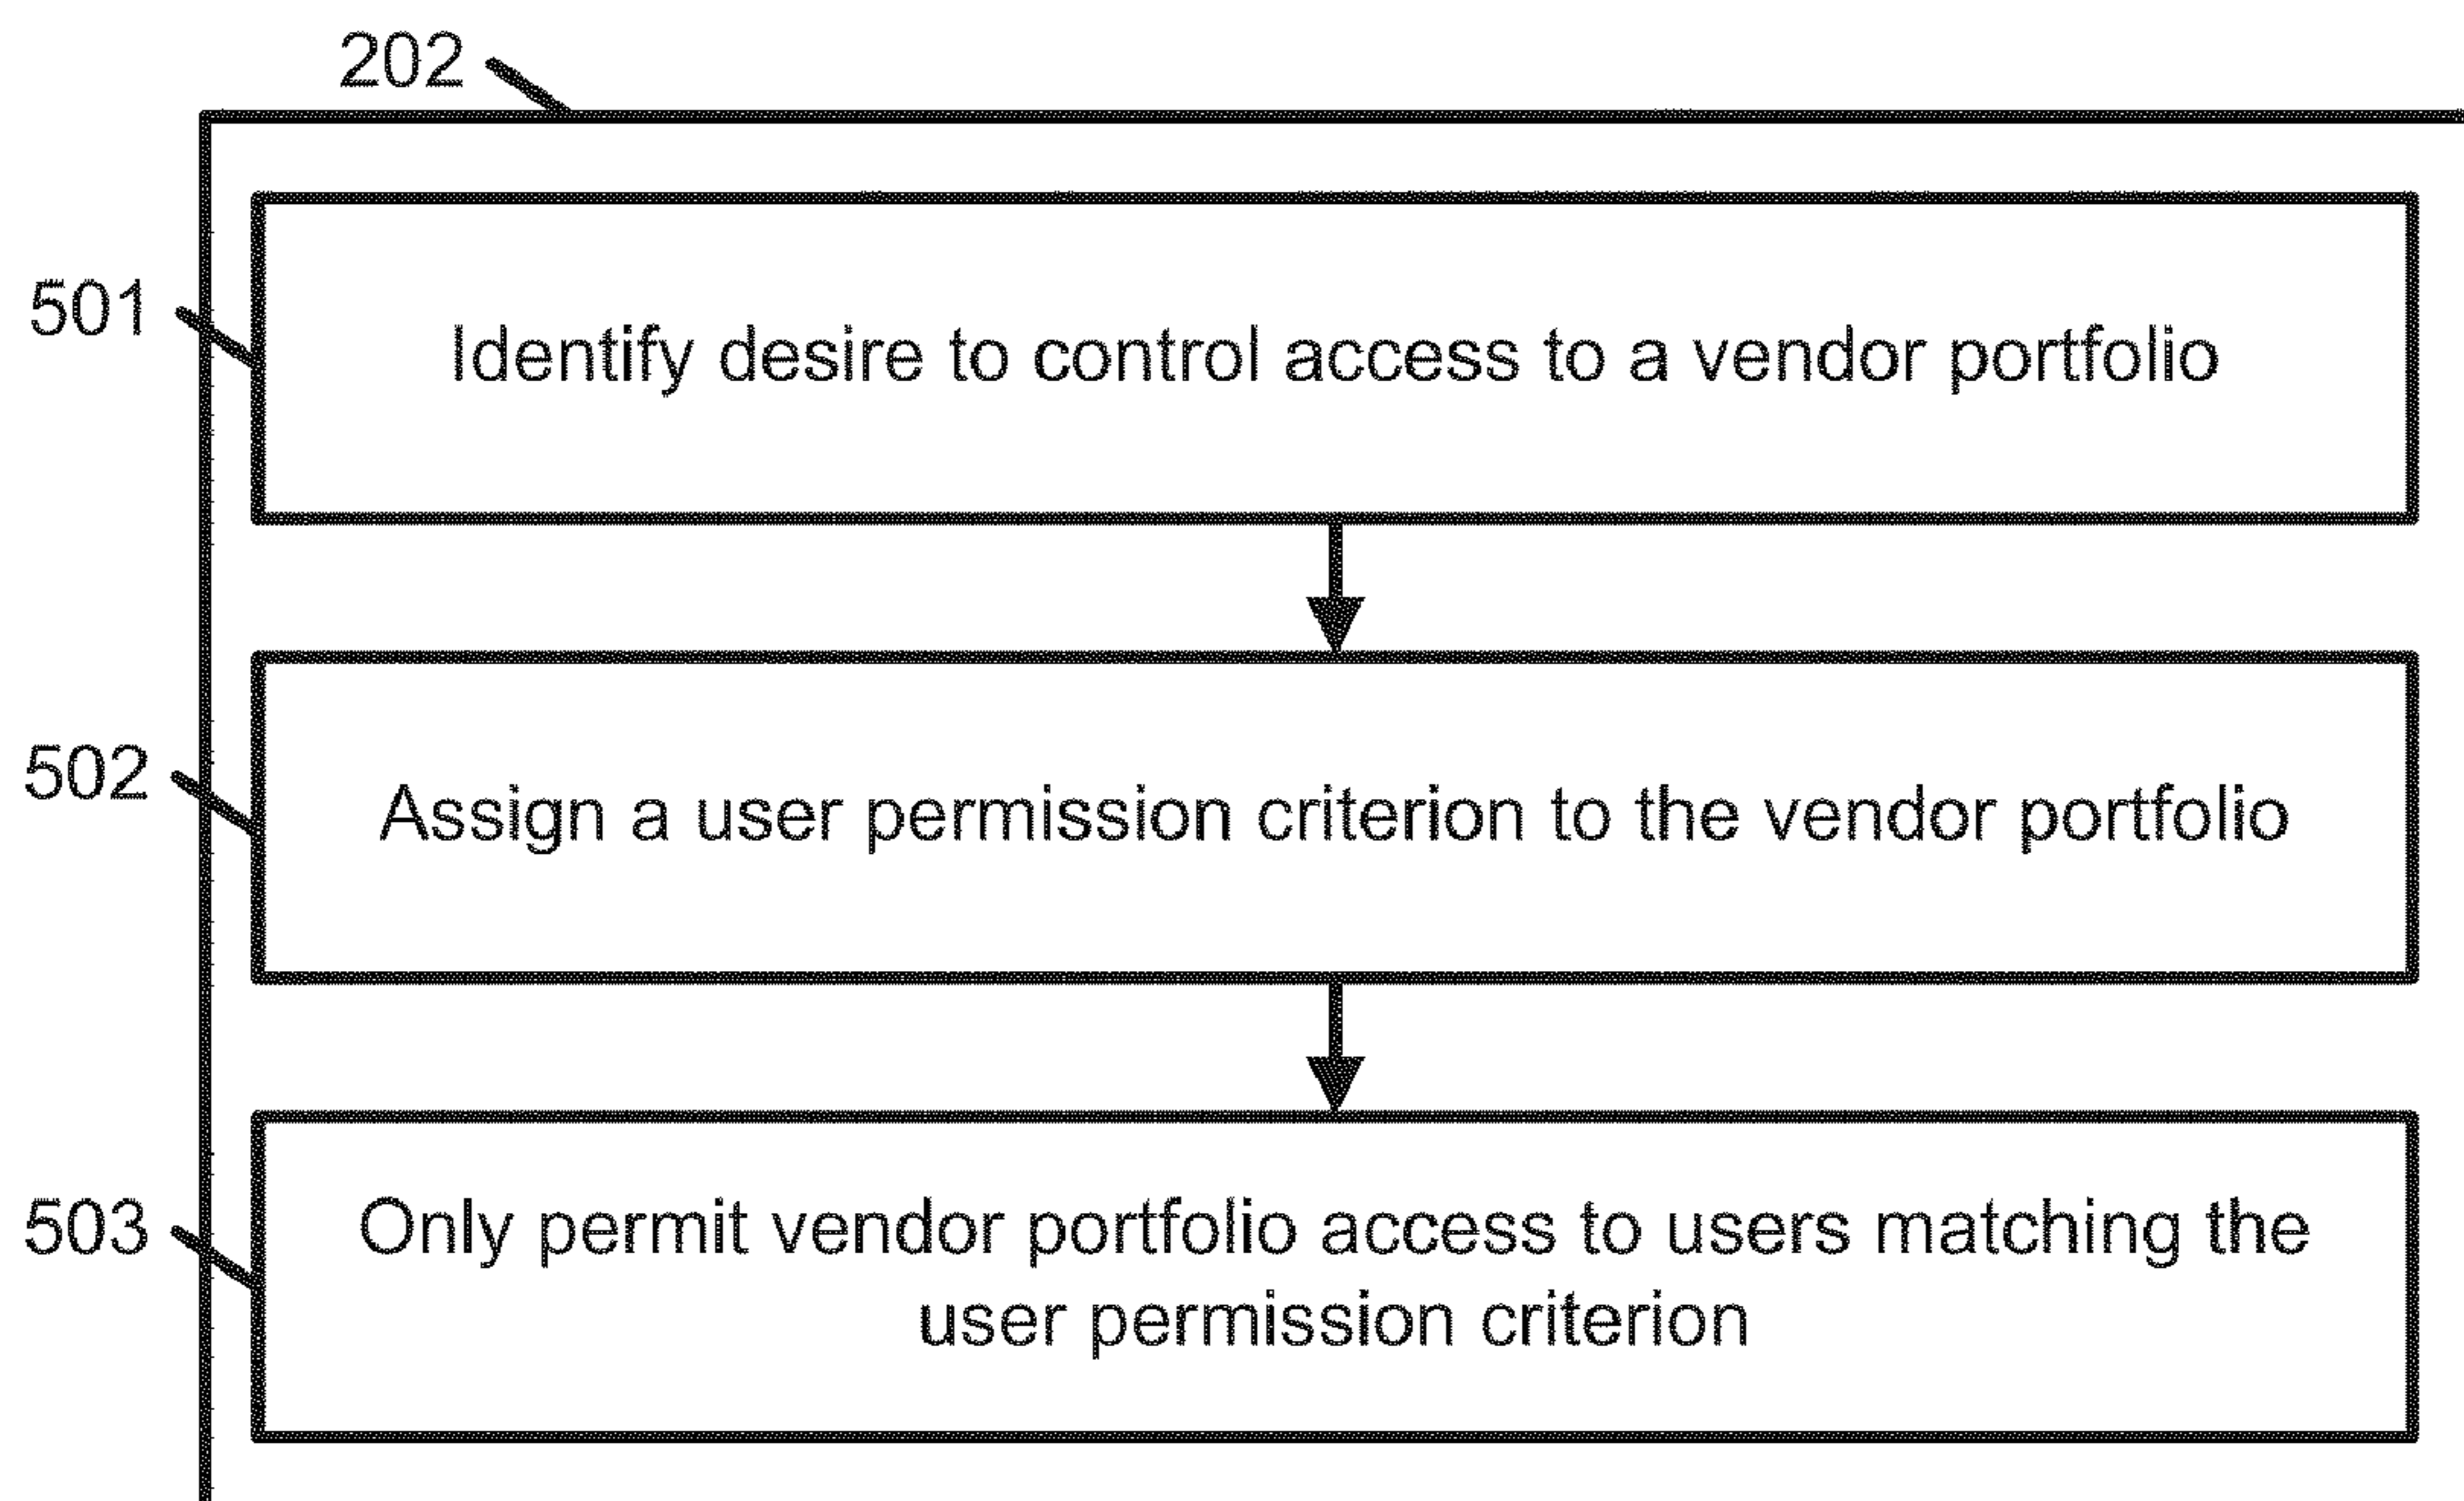 202
501
Identify desire to control access to a vendor portfolio
502
Assign a user permission criterion to the vendor portfolio
503
Only permit vendor portfolio access to users matching the
user permission criterion